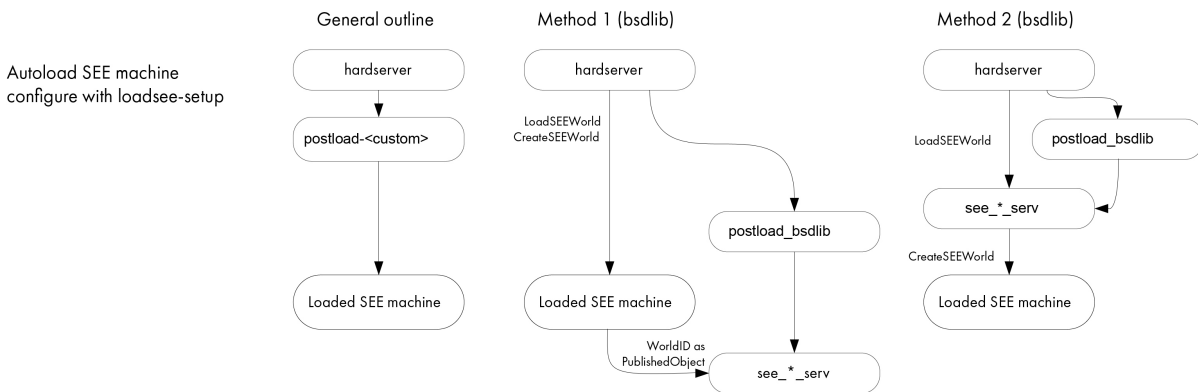 General outline
Method 1 (bsdlib)
Method 2 (bsdlib)
Autoload SEE machine
configure with loadsee-setup
hardserver
postload-<custom>
Loaded SEE machine
hardserver
LoadSEEWorld
CreateSEEWorld
postload_bsdlib
Loaded SEE machine
WorldID as
PublishedObject
see_*_serv
hardserver
LoadSEEWorld
postload_bsdlib
see_*_serv
CreateSEEWorld
Loaded SEE machine